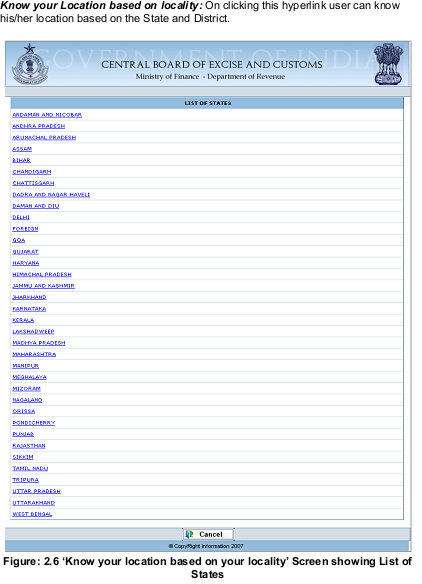 Know your Location based on locality: On clicking this hyperlink user can know
his/her location based on the State and District.
GOVERNMENT OF INDIA
CENTRAL BOARD OF EXCISE AND CUSTOMS
Ministry of Finance - Department of Revenue
LIST OF STATES
ANDAMAN AND NICOBAR
ANDHRA PRADESH
ARUNACHAL PRADESH
ASSAM
BIHAR
CHANDIGARH
CHATTISGARH
DADRA AND NAGAR HAVELI
DAMAN AND DIU
DELHI
FOREIGN
GOA
GUJARAT
HARYANA
HIMACHAL PRADESH
JAMMU AND KASHMIR
JHARKHAND
KARNATAKA
KERALA
LAKSHADWEEP
MADHYA PRADESH
MAHARASHTRA
MANIPUR
MEGHALAYA
MIZORAM
NAGALAND
ORISSA
PONDICHERRY
PUNJAB
RAJASTHAN
SIKKIM
TAMIL NADU
TRIPURA
UTTAR PRADESH
UTTARAKHAND
WEST BENGAL
Cancel
© CopyRight Information 2007
Figure: 2.6 ‘Know your location based on your locality’ Screen showing List of
States